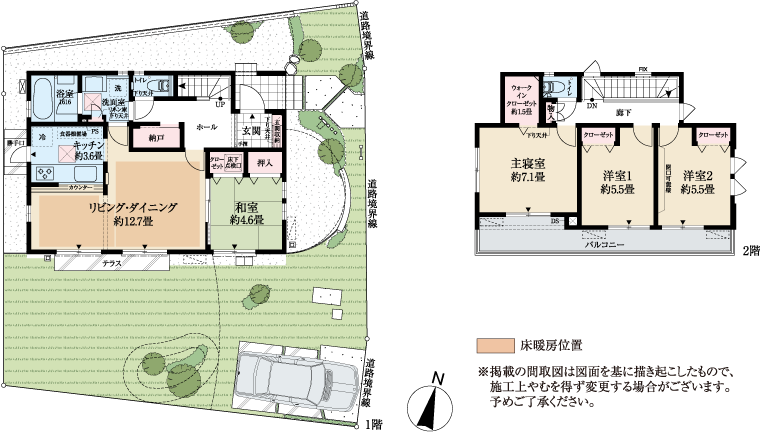 道路境界線
浴室
1616
洗面室
リネン庫
下り天井
洗
トイレ
下り天井
UP
ホール
玄関
手摺
下り天井
玄関収納
冷
食器棚置場
PS
キッチン
約3.6畳
勝手口
カウンター
納戸
クローゼット
床下点検口
押入
リビング・ダイニング
約12.7畳
和室
約4.6畳
テラス
道路境界線
道路境界線
1階
FIX
ウォークイン
クローゼット
約1.5畳
トイレ
物入
DN
廊下
下り天井
クローゼット
クローゼット
主寝室
約7.1畳
洋室1
約5.5畳
洋室2
約5.5畳
DS
バルコニー
2階
床暖房位置
N
※掲載の間取図は図面を基に描き起こしたもので、
施工上やむを得ず変更する場合がございます。
予めご了承ください。